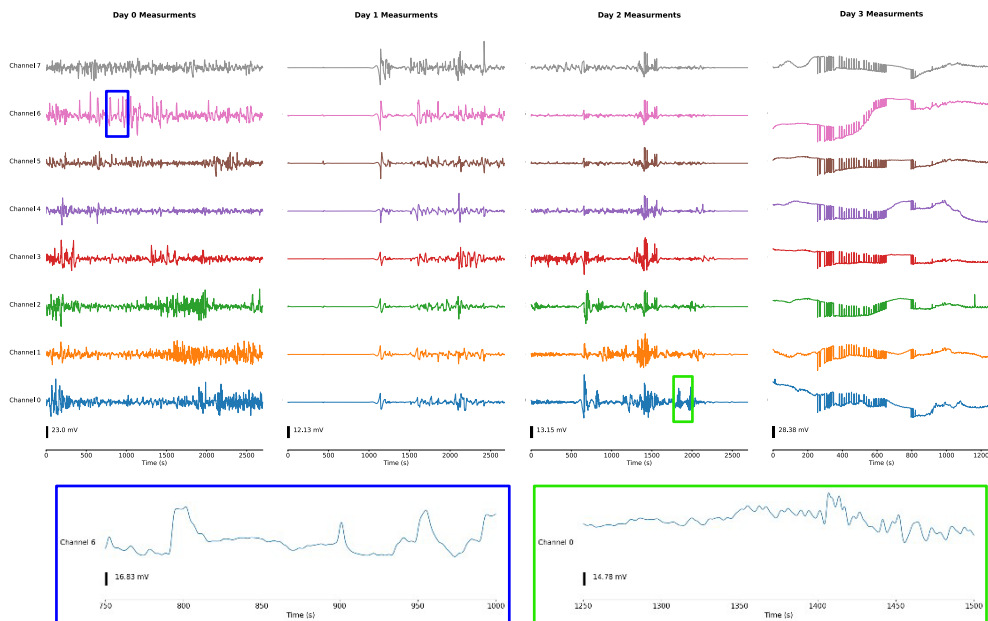 Day 0 Measurments
Day 1 Measurments
Day 2 Measurments
Day 3 Measurments
Channel 7
Channel 6
Channel 5
Channel 4
Channel 3
Channel 2
Channel 1
Channel 0
23.0 mV
12.13 mV
13.15 mV
28.38 mV
0 500 1000 1500 2000 2500
0 500 1000 1500 2000 2500
0 500 1000 1500 2000 2500
0 200 400 600 800 1000 1200
Time (s)
Time (s)
Time (s)
Time (s)
Channel 6
16.83 mV
750 800 850 900 950 1000
Time (s)
Channel 0
14.78 mV
1250 1300 1350 1400 1450 1500
Time (s)